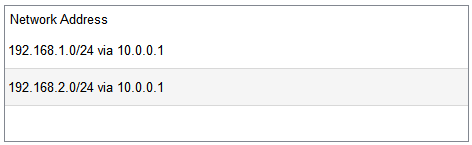 Network Address
192.168.1.0/24 via 10.0.0.1
192.168.2.0/24 via 10.0.0.1